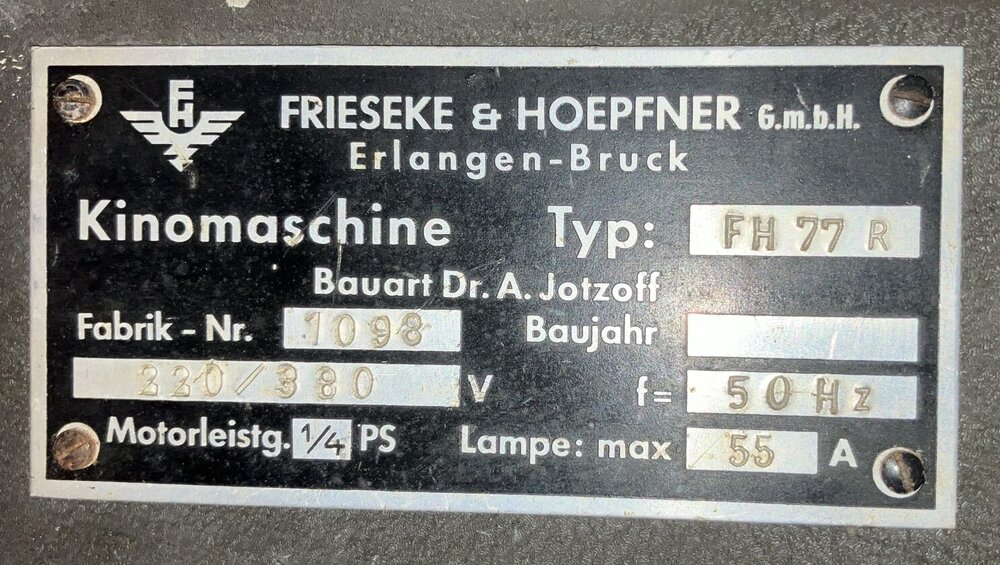 FH
FRIESEKE & HOEPFNER G.m.b.H.
Erlangen-Bruck
Kinomaschine Typ: FH 77 R
Bauart Dr. A. Jotzoff
Fabrik - Nr. 1098 Baujahr
220/380 V f= 50 Hz
Motorleistg. 1/4 PS Lampe: max 55 A